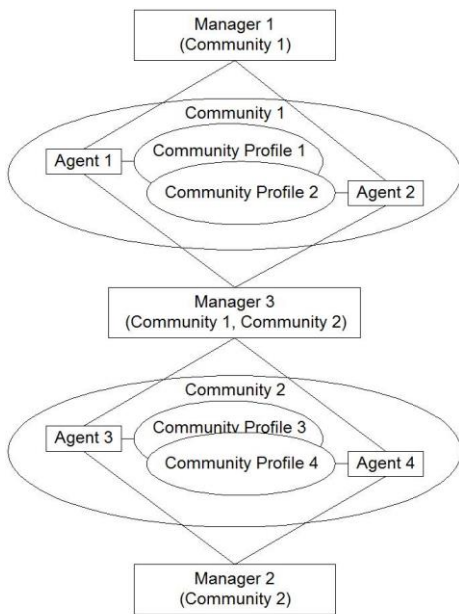 Manager 1
(Community 1)
Community 1
Agent 1
Community Profile 1
Community Profile 2
Agent 2
Manager 3
(Community 1, Community 2)
Community 2
Agent 3
Community Profile 3
Community Profile 4
Agent 4
Manager 2
(Community 2)